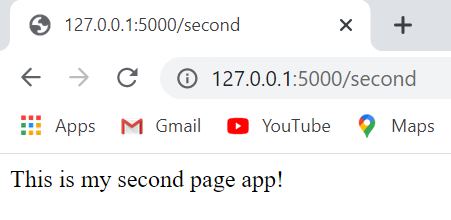 127.0.0.1:5000/second
127.0.0.1:5000/second
Apps Gmail YouTube Maps
This is my second page app!